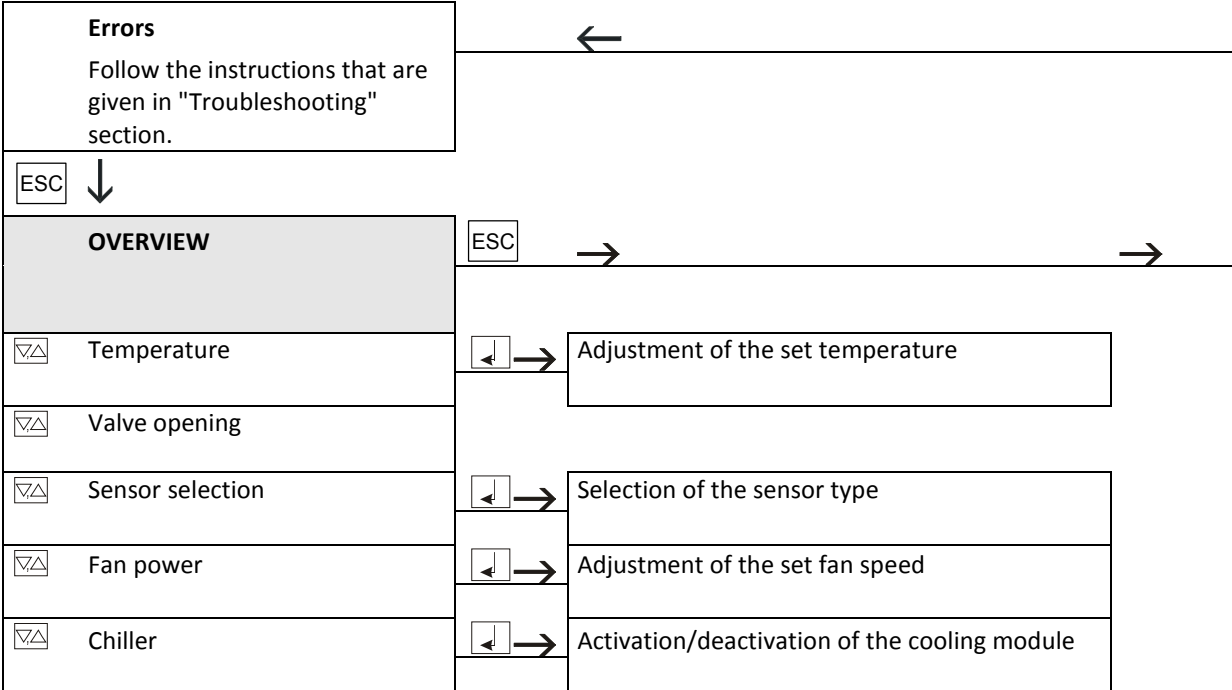 Errors
Follow the instructions that are
given in "Troubleshooting"
section.
ESC
OVERVIEW
ESC
Temperature
Adjustment of the set temperature
Valve opening
Sensor selection
Selection of the sensor type
Fan power
Adjustment of the set fan speed
Chiller
Activation/deactivation of the cooling module